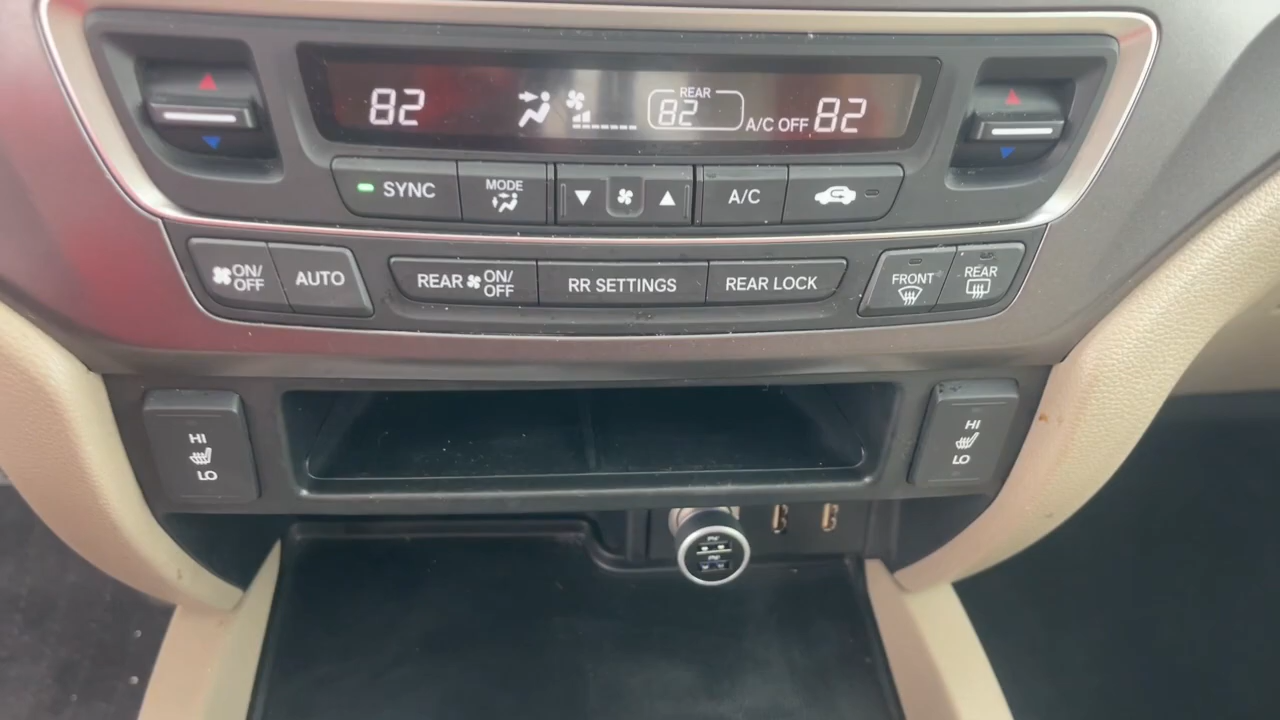 82
REAR
82
A/C OFF
82
SYNC
MODE
A/C
ON/
OFF
AUTO
REAR
ON/
OFF
RR SETTINGS
REAR LOCK
FRONT
REAR
HI
LO
HI
LO